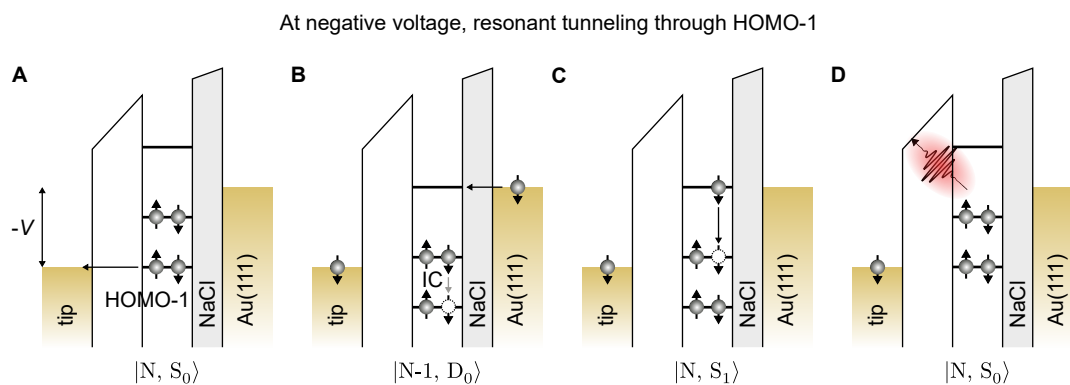 At negative voltage, resonant tunneling through HOMO-1
A
B
C
D
-V
HOMO-1
tip
NaCl
Au(111)
IC
tip
NaCl
Au(111)
tip
NaCl
Au(111)
tip
NaCl
Au(111)
|N, S₀⟩
|N-1, D₀⟩
|N, S₁⟩
|N, S₀⟩